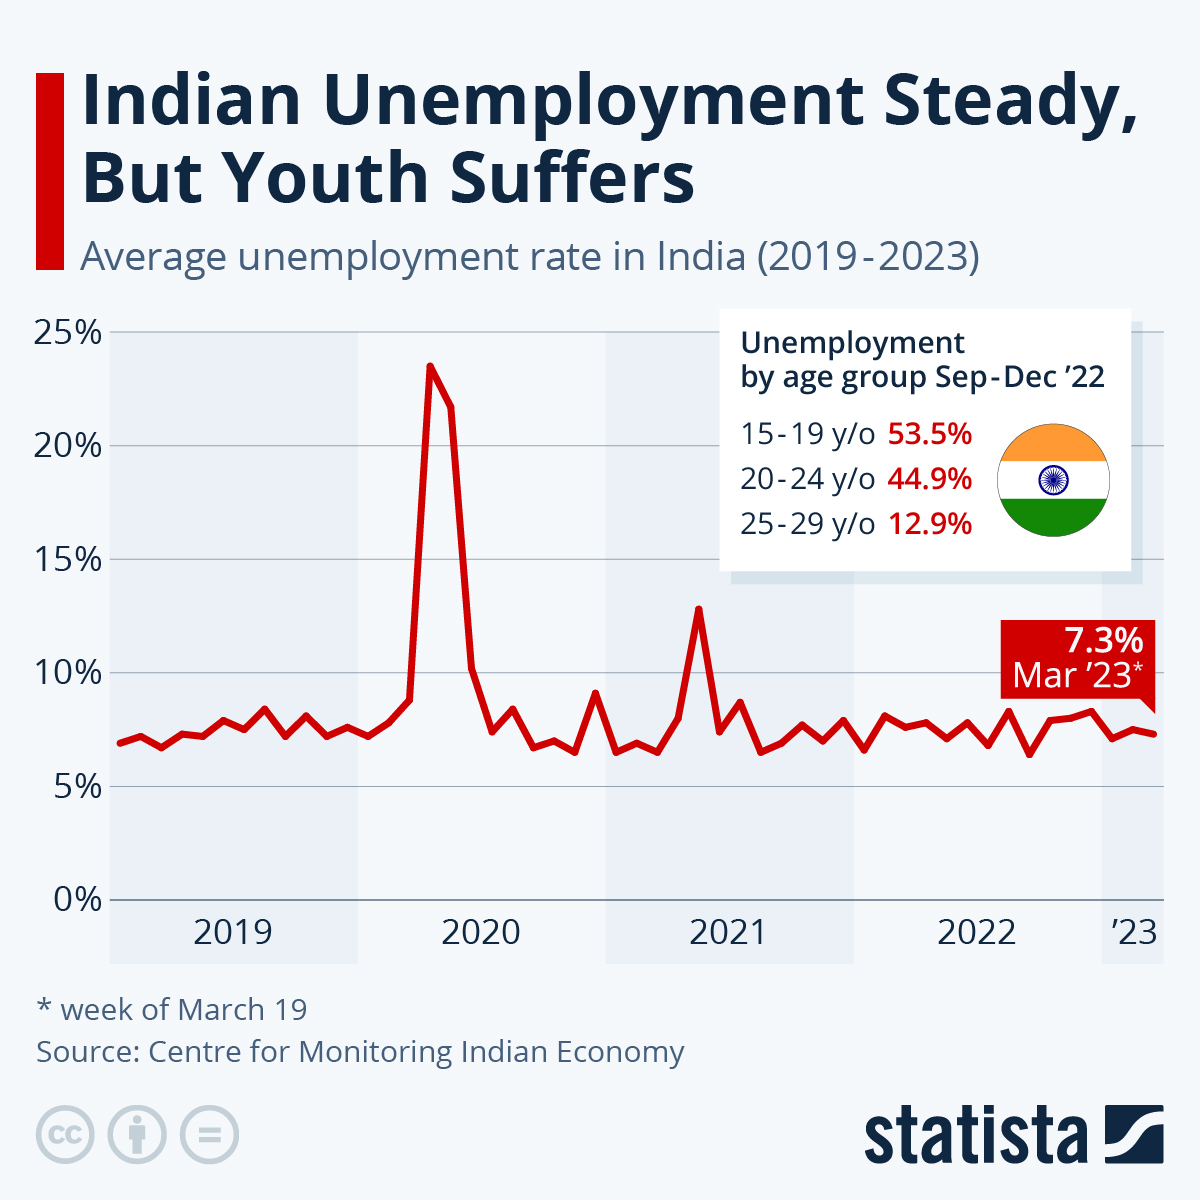 Indian Unemployment Steady,
But Youth Suffers
Average unemployment rate in India (2019-2023)
25%
20%
15%
10%
5%
0%
Unemployment
by age group Sep-Dec ’22
15-19 y/o 53.5%
20-24 y/o 44.9%
25-29 y/o 12.9%
7.3%
Mar ’23*
2019 2020 2021 2022 ’23
* week of March 19
Source: Centre for Monitoring Indian Economy
cc
statista